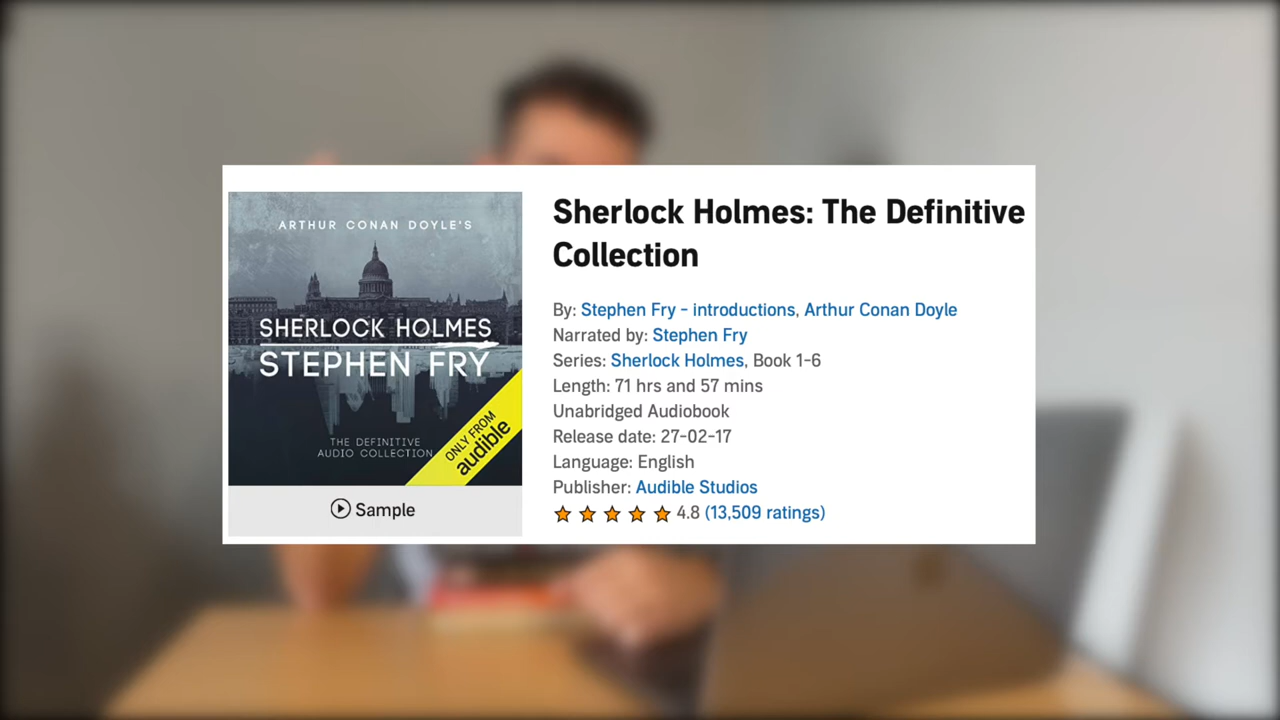 ARTHUR CONAN DOYLE'S
SHERLOCK HOLMES
STEPHEN FRY
THE DEFINITIVE
AUDIO COLLECTION
ONLY FROM
audible
Sample
Sherlock Holmes: The Definitive
Collection
By: Stephen Fry - introductions, Arthur Conan Doyle
Narrated by: Stephen Fry
Series: Sherlock Holmes, Book 1-6
Length: 71 hrs and 57 mins
Unabridged Audiobook
Release date: 27-02-17
Language: English
Publisher: Audible Studios
4.8 (13,509 ratings)